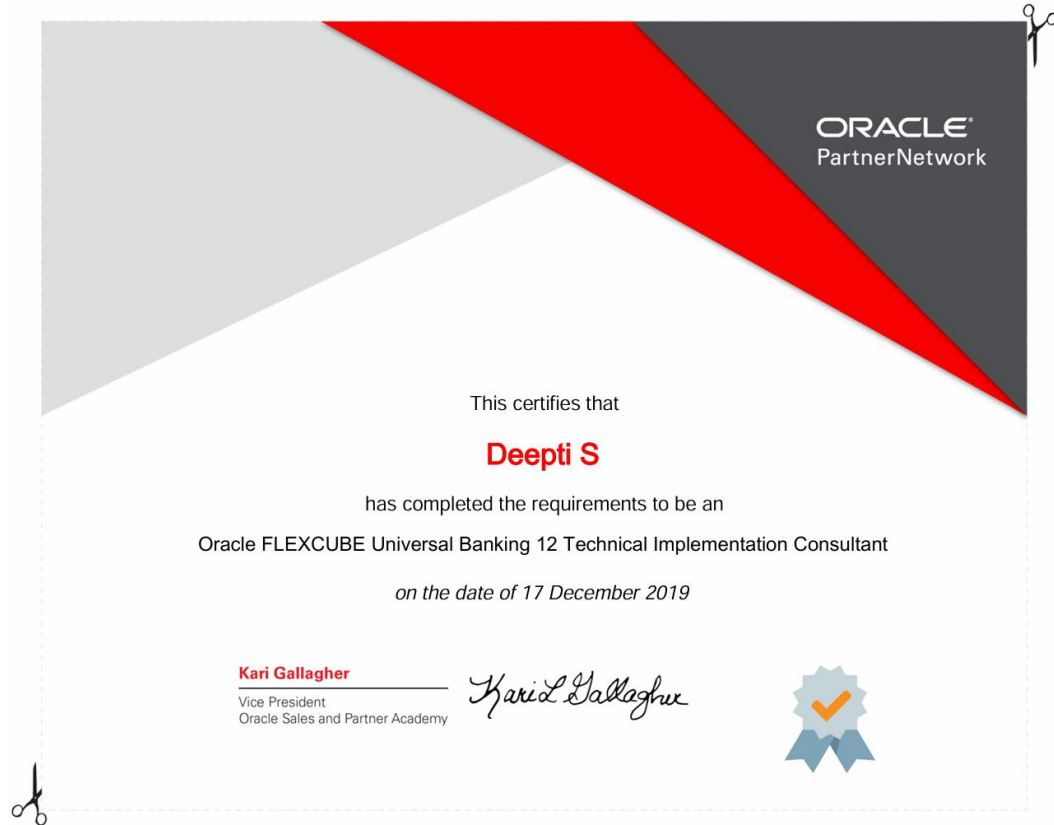 ORACLE®
PartnerNetwork
This certifies that
Deepti S
has completed the requirements to be an
Oracle FLEXCUBE Universal Banking 12 Technical Implementation Consultant
on the date of 17 December 2019
Kari Gallagher
Vice President
Oracle Sales and Partner Academy
Kari L Gallagher